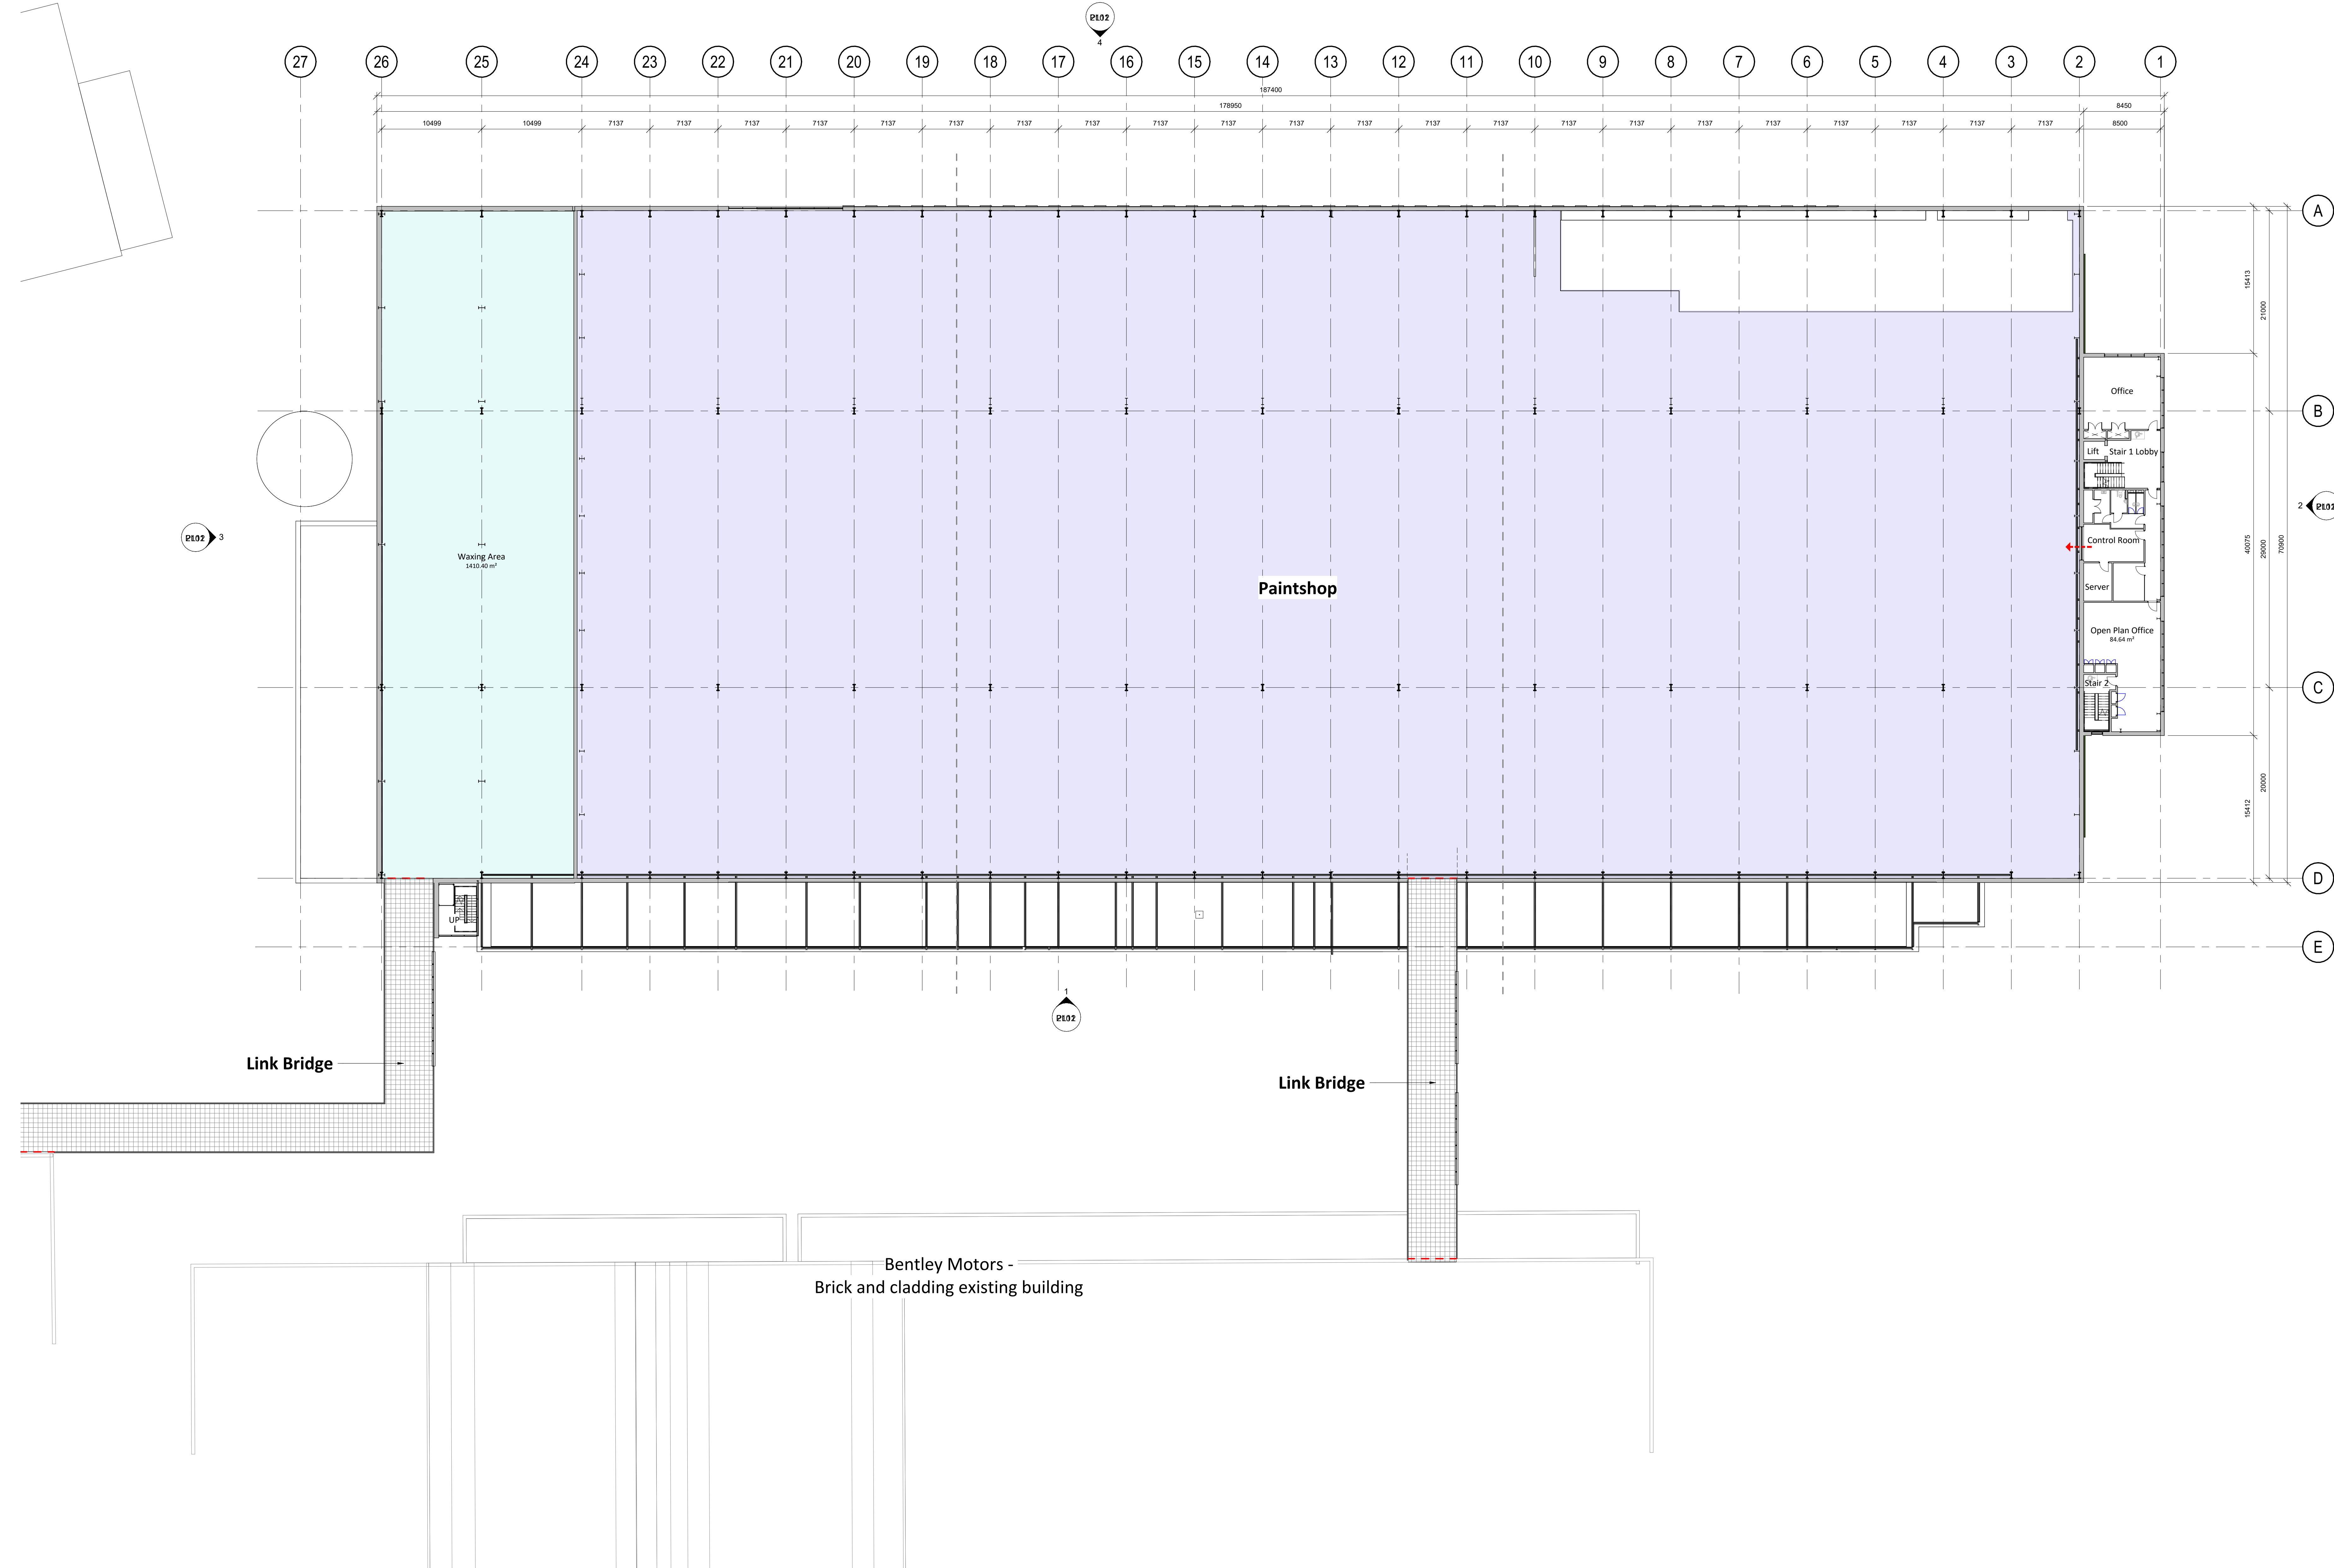 4
27 26 25 24 23 22 21 20 19 18 17 16 15 14 13 12 11 10 9 8 7 6 5 4 3 2 1
187400
178950 8450
10499 10499 7137 7137 7137 7137 7137 7137 7137 7137 7137 7137 7137 7137 7137 7137 7137 7137 7137 7137 7137 7137 7137 7137 8500
A
15413
21000
Office
B
Lift
Stair 1 Lobby
2
3
Control Room
Waxing Area
1410.40 m²
40075
29000
70900
Paintshop
Server
Open Plan Office
84.64 m²
Stair 2
C
20000
15412
D
UP
E
1
Link Bridge
Link Bridge
Bentley Motors -
Brick and cladding existing building